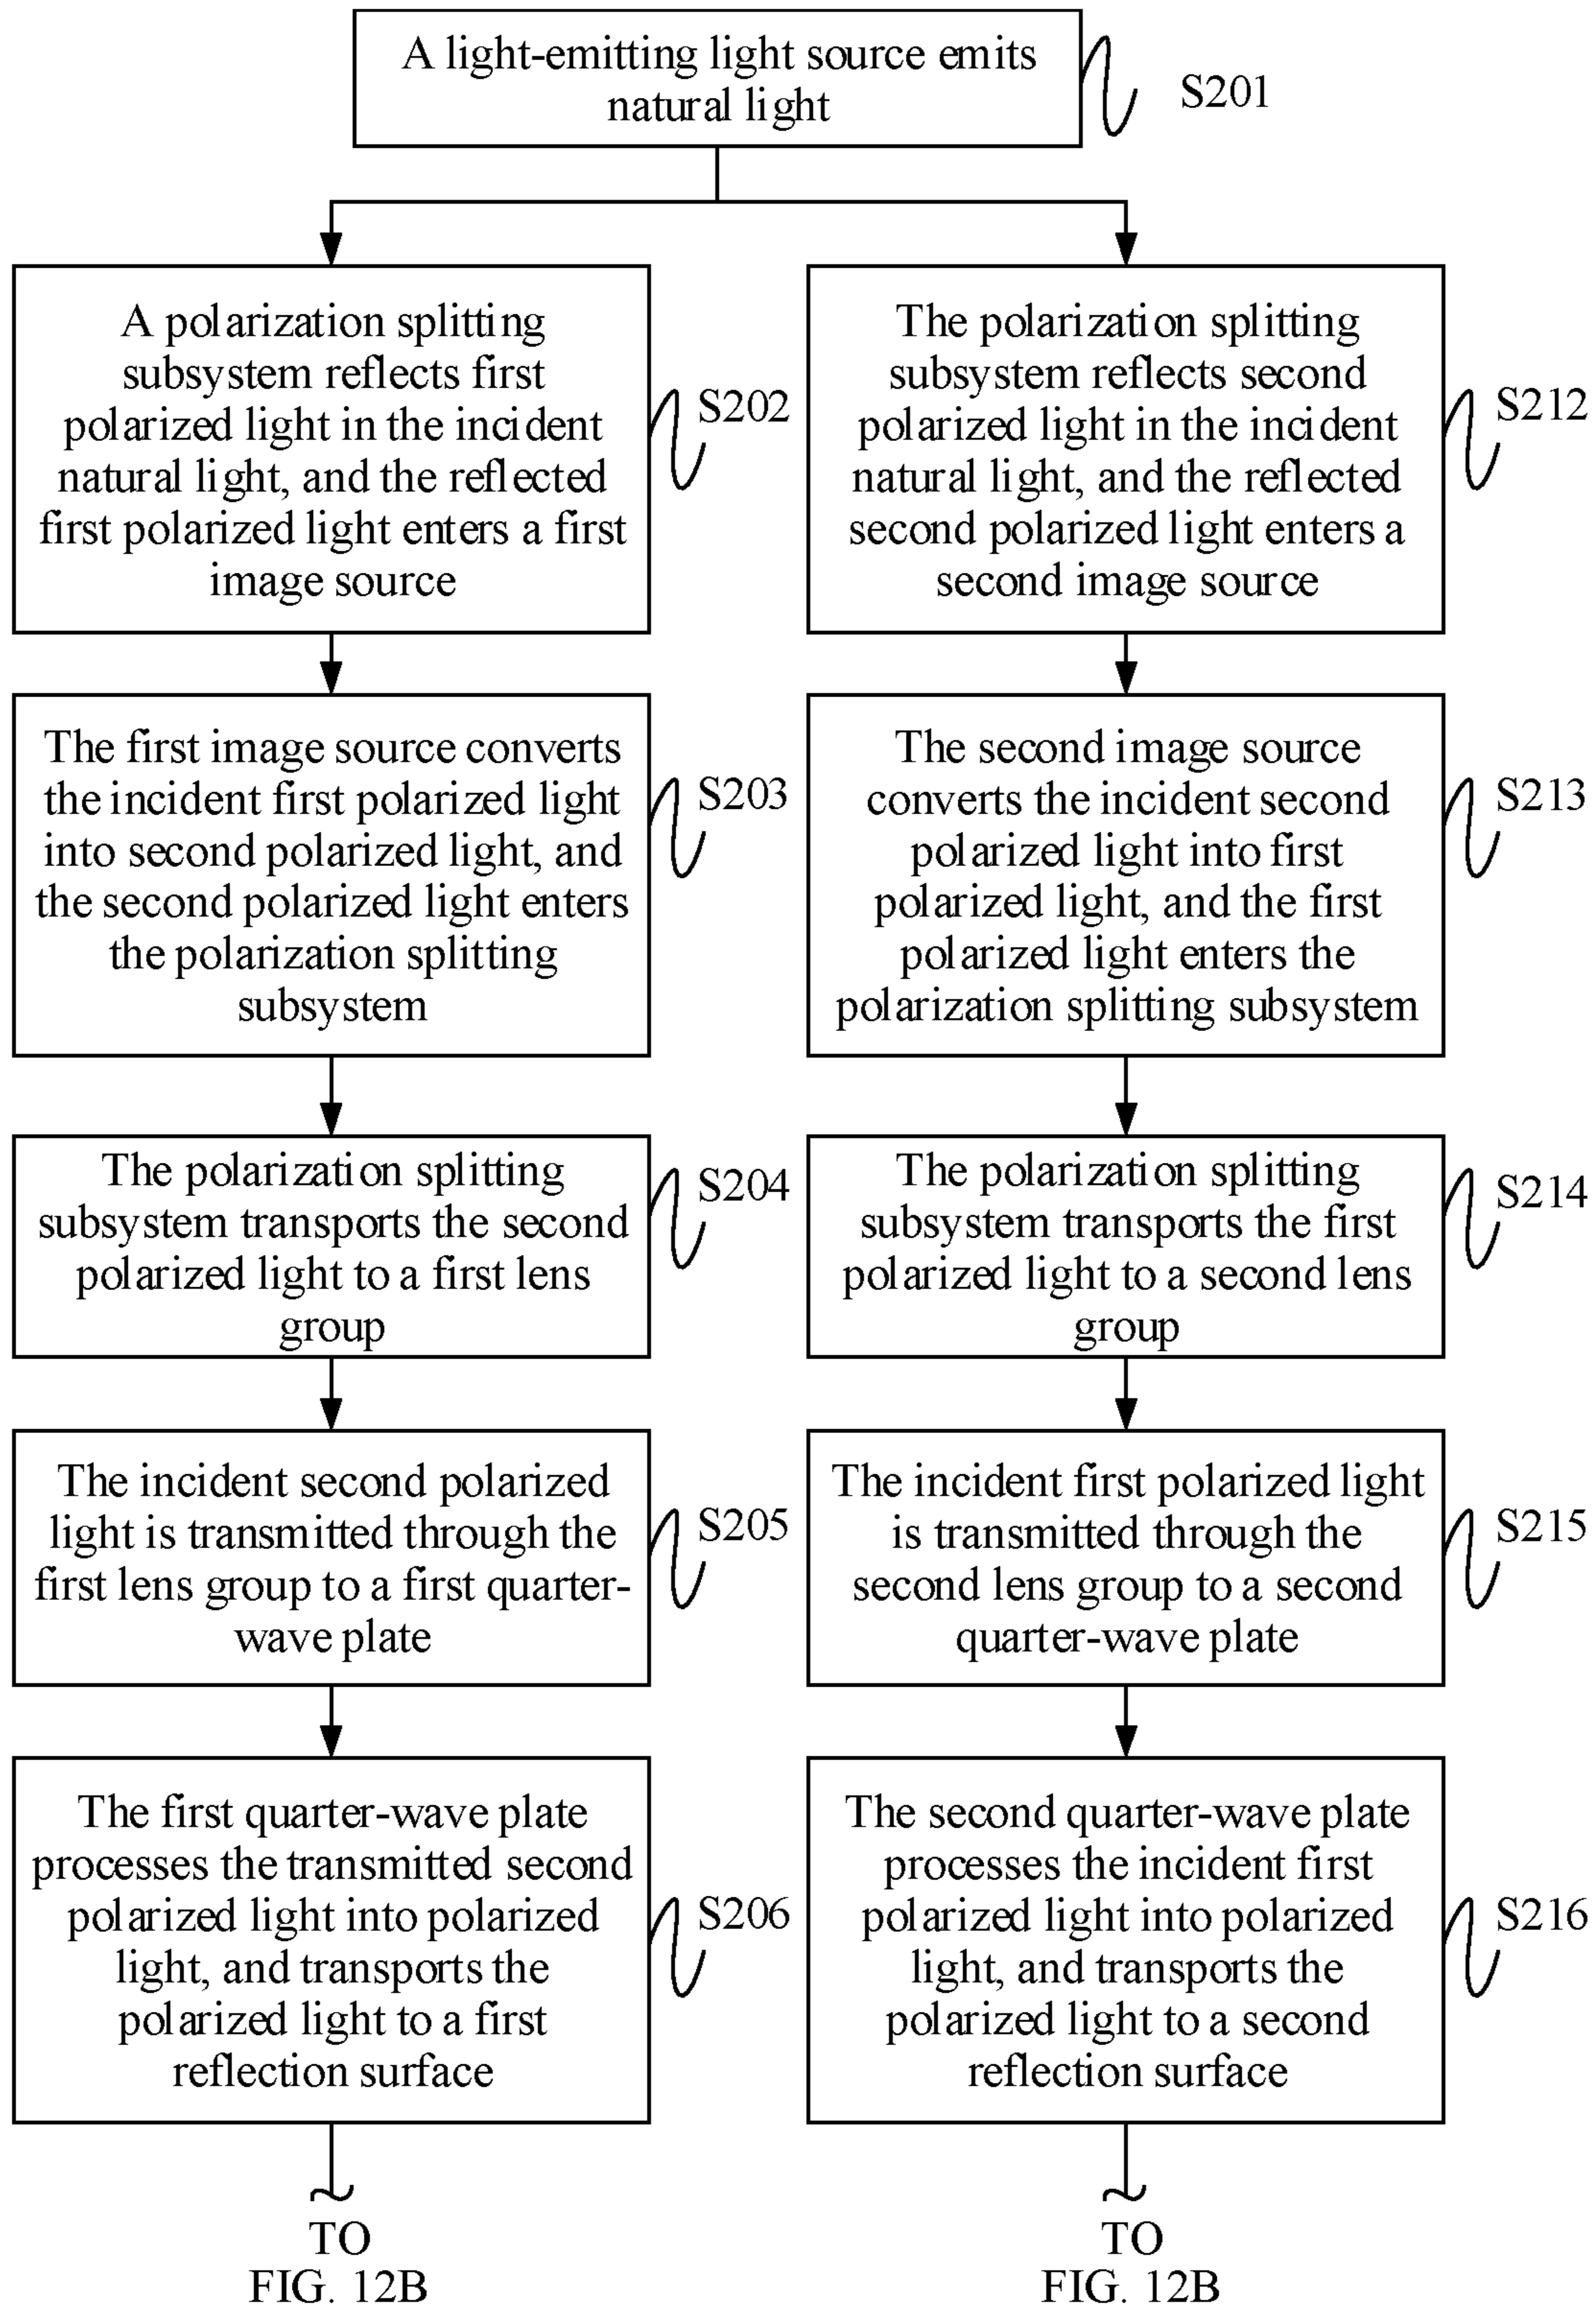 A light-emitting light source emits
natural light
S201
A polarization splitting
subsystem reflects first
polarized light in the incident
natural light, and the reflected
first polarized light enters a first
image source
S202
The polarization splitting
subsystem reflects second
polarized light in the incident
natural light, and the reflected
second polarized light enters a
second image source
S212
The first image source converts
the incident first polarized light
into second polarized light, and
the second polarized light enters
the polarization splitting
subsystem
S203
The second image source
converts the incident second
polarized light into first
polarized light, and the first
polarized light enters the
polarization splitting subsystem
S213
The polarization splitting
subsystem transports the second
polarized light to a first lens
group
S204
The polarization splitting
subsystem transports the first
polarized light to a second lens
group
S214
The incident second polarized
light is transmitted through the
first lens group to a first quarter-
wave plate
S205
The incident first polarized light
is transmitted through the
second lens group to a second
quarter-wave plate
S215
The first quarter-wave plate
processes the transmitted second
polarized light into polarized
light, and transports the
polarized light to a first
reflection surface
S206
The second quarter-wave plate
processes the incident first
polarized light into polarized
light, and transports the
polarized light to a second
reflection surface
S216
TO
FIG. 12B
TO
FIG. 12B